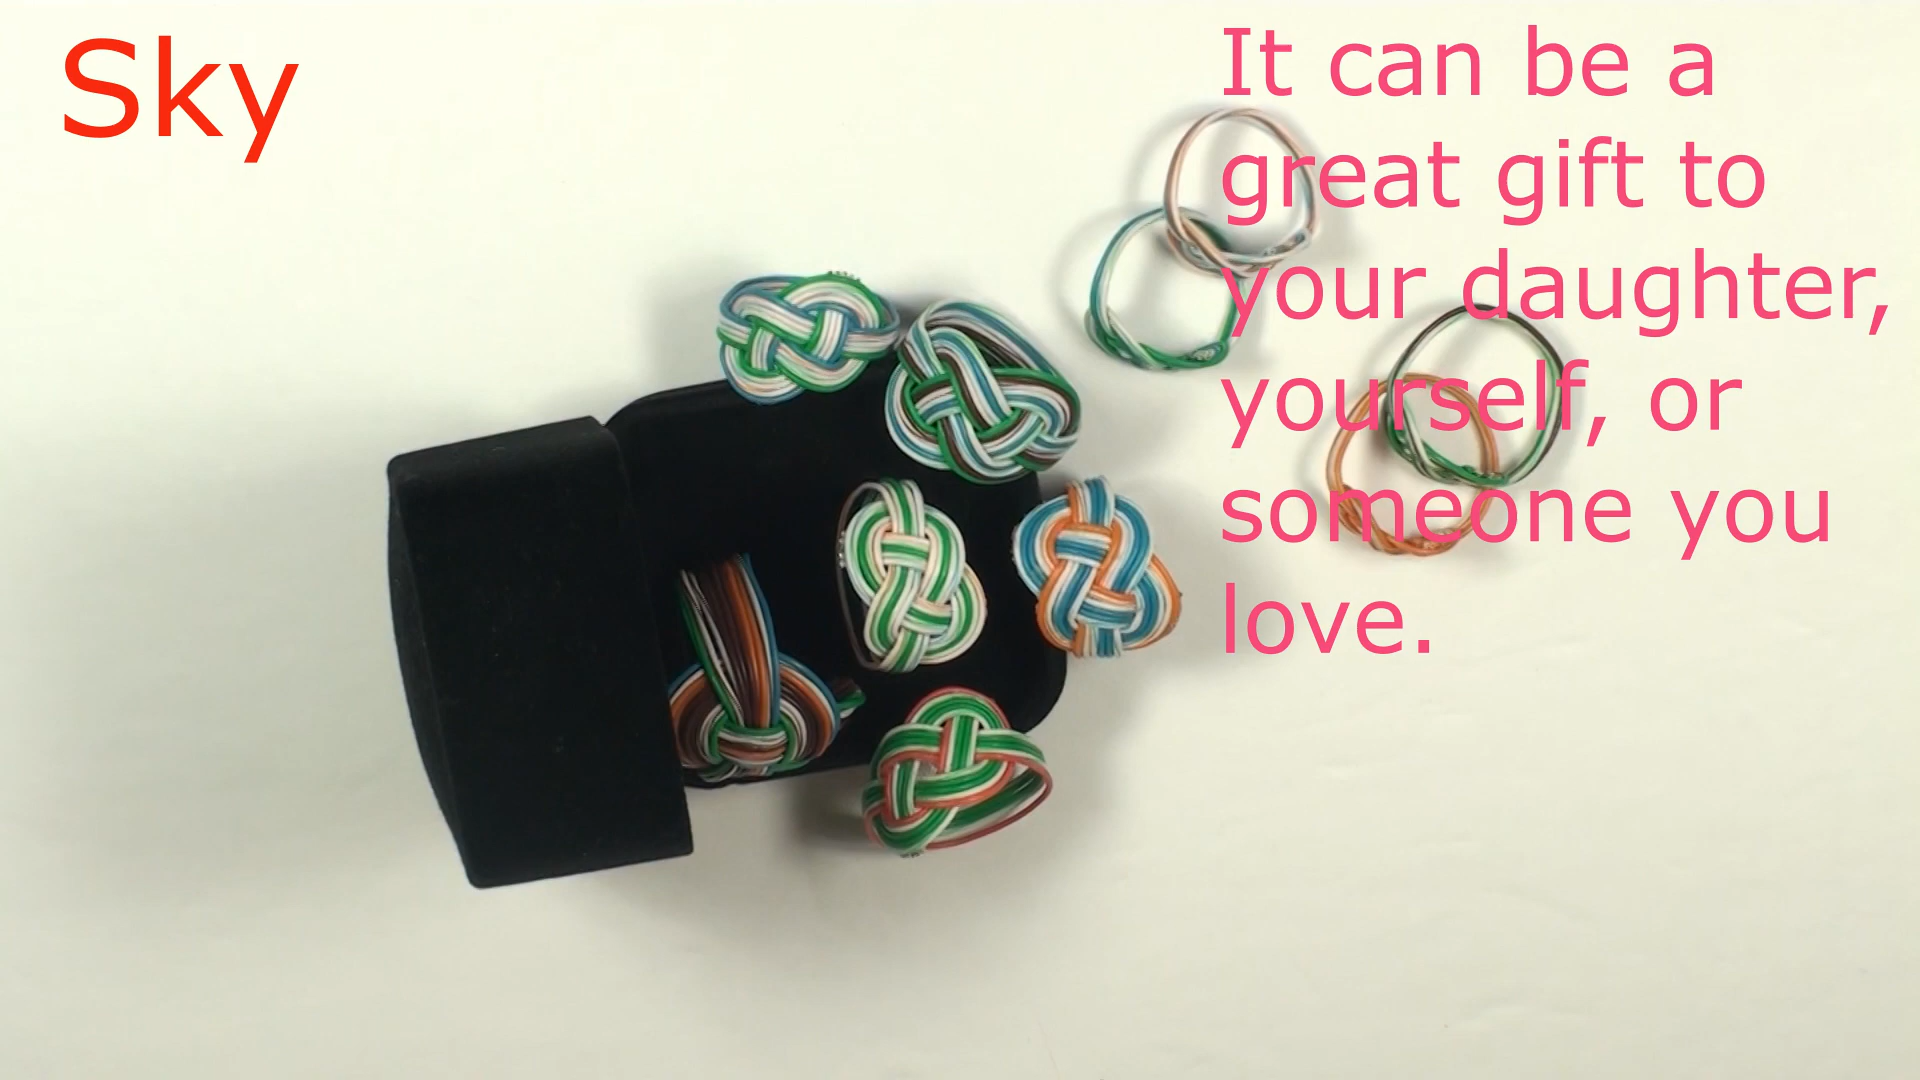 Sky
It can be a
great gift to
your daughter,
yourself, or
someone you
love.